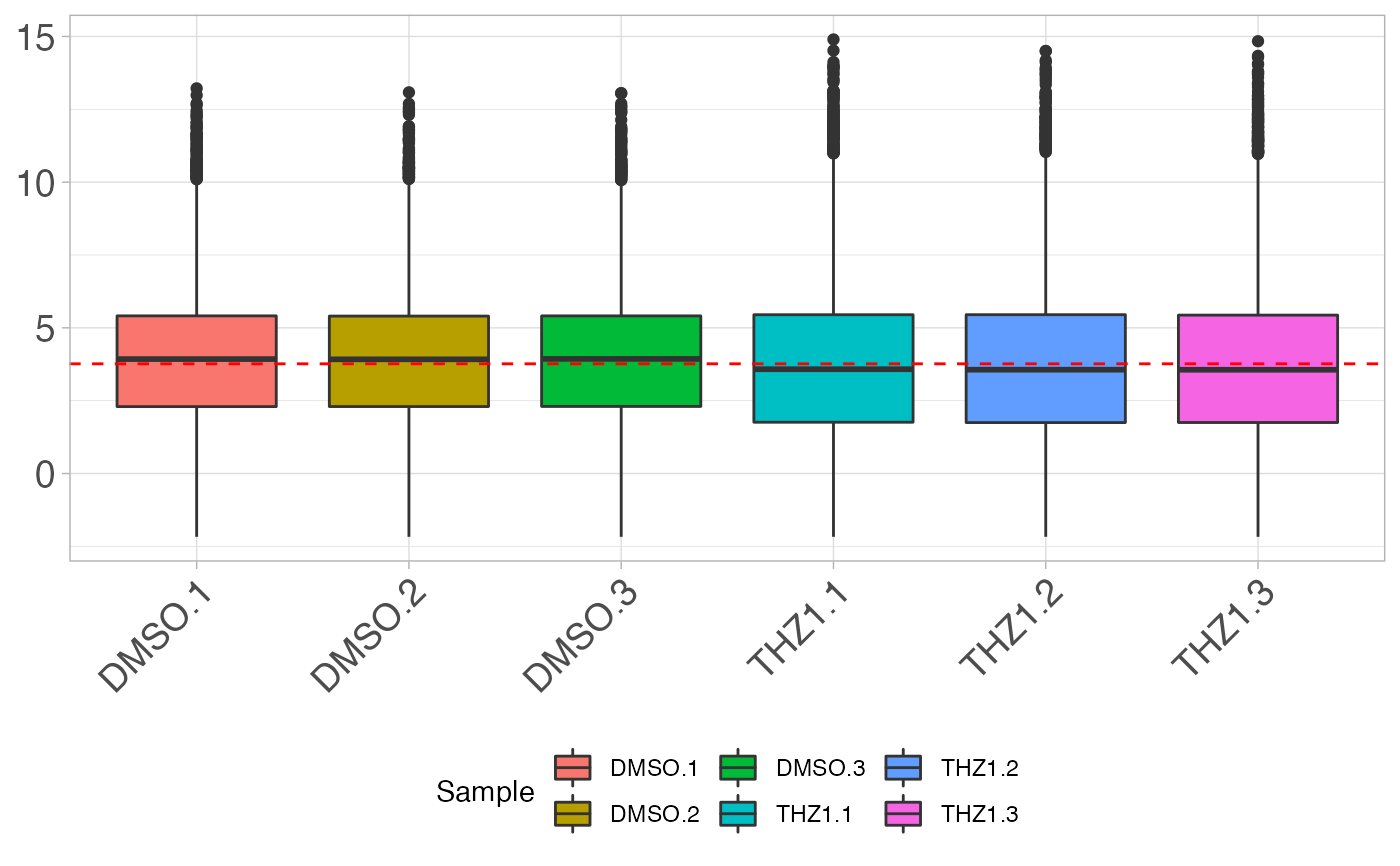 15
10
5
0
DMSO.1 DMSO.2 DMSO.3 THZ1.1 THZ1.2 THZ1.3
Sample
DMSO.1 DMSO.3 THZ1.2
DMSO.2 THZ1.1 THZ1.3